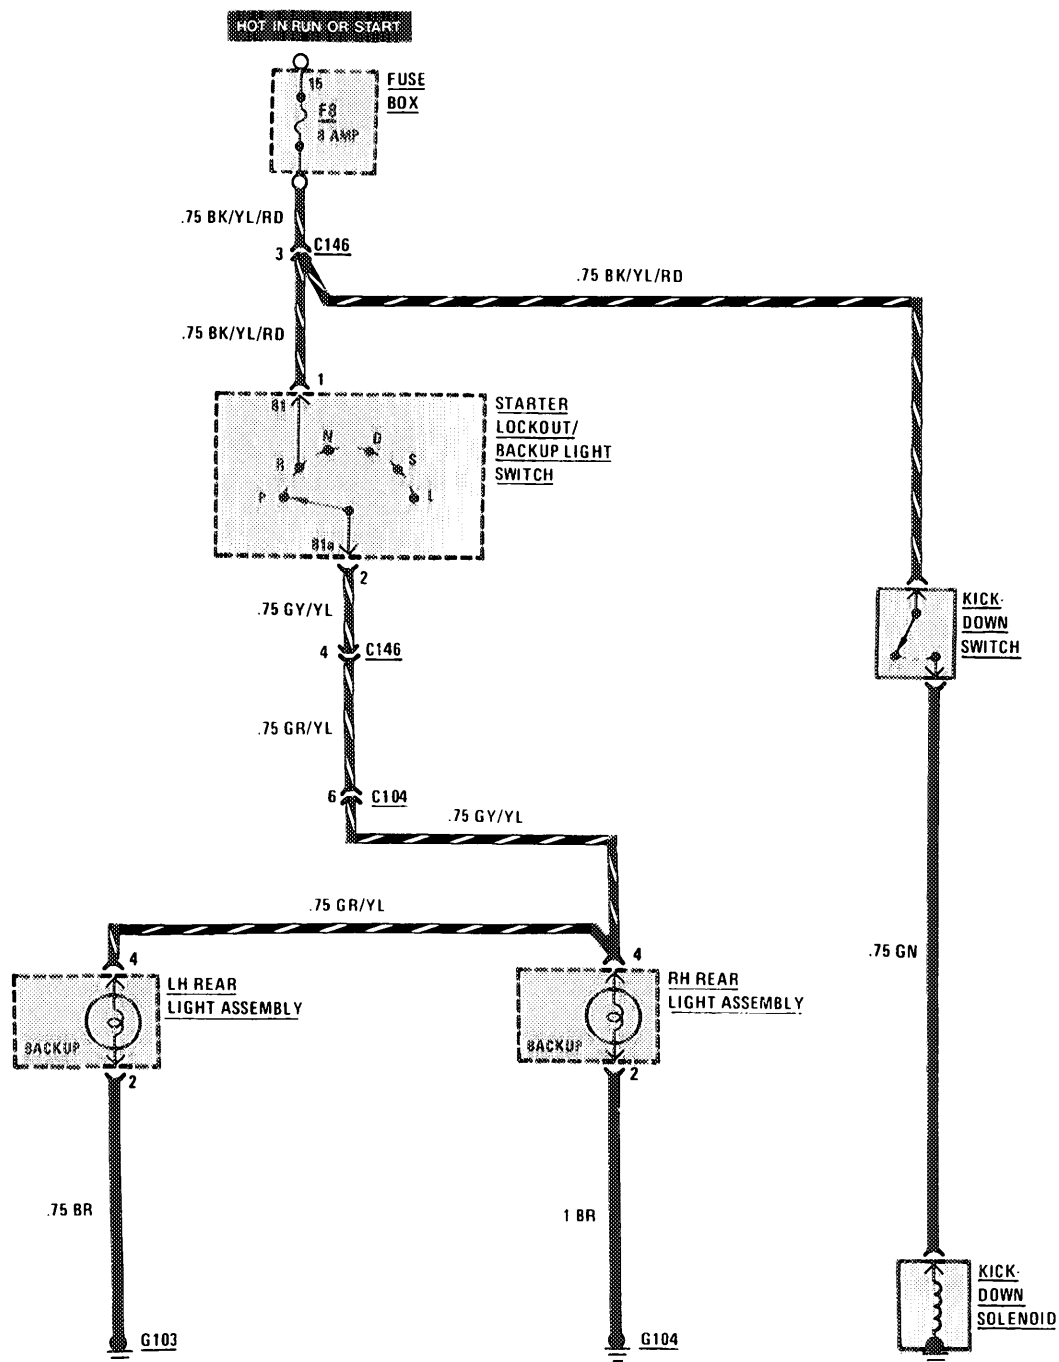 HOT IN RUN OR START
FUSE
BOX
15
F8
8 AMP
.75 BK/YL/RD
3 C146
.75 BK/YL/RD
.75 BK/YL/RD
1
81
STARTER
LOCKOUT/
BACKUP LIGHT
SWITCH
P R N D S L
81a
2
.75 GY/YL
4 C146
KICK-
DOWN
SWITCH
.75 GR/YL
6 C104
.75 GY/YL
.75 GR/YL
4
LH REAR
LIGHT ASSEMBLY
BACKUP
2
4
RH REAR
LIGHT ASSEMBLY
BACKUP
2
.75 GN
.75 BR
1 BR
G103
G104
KICK-
DOWN
SOLENOID